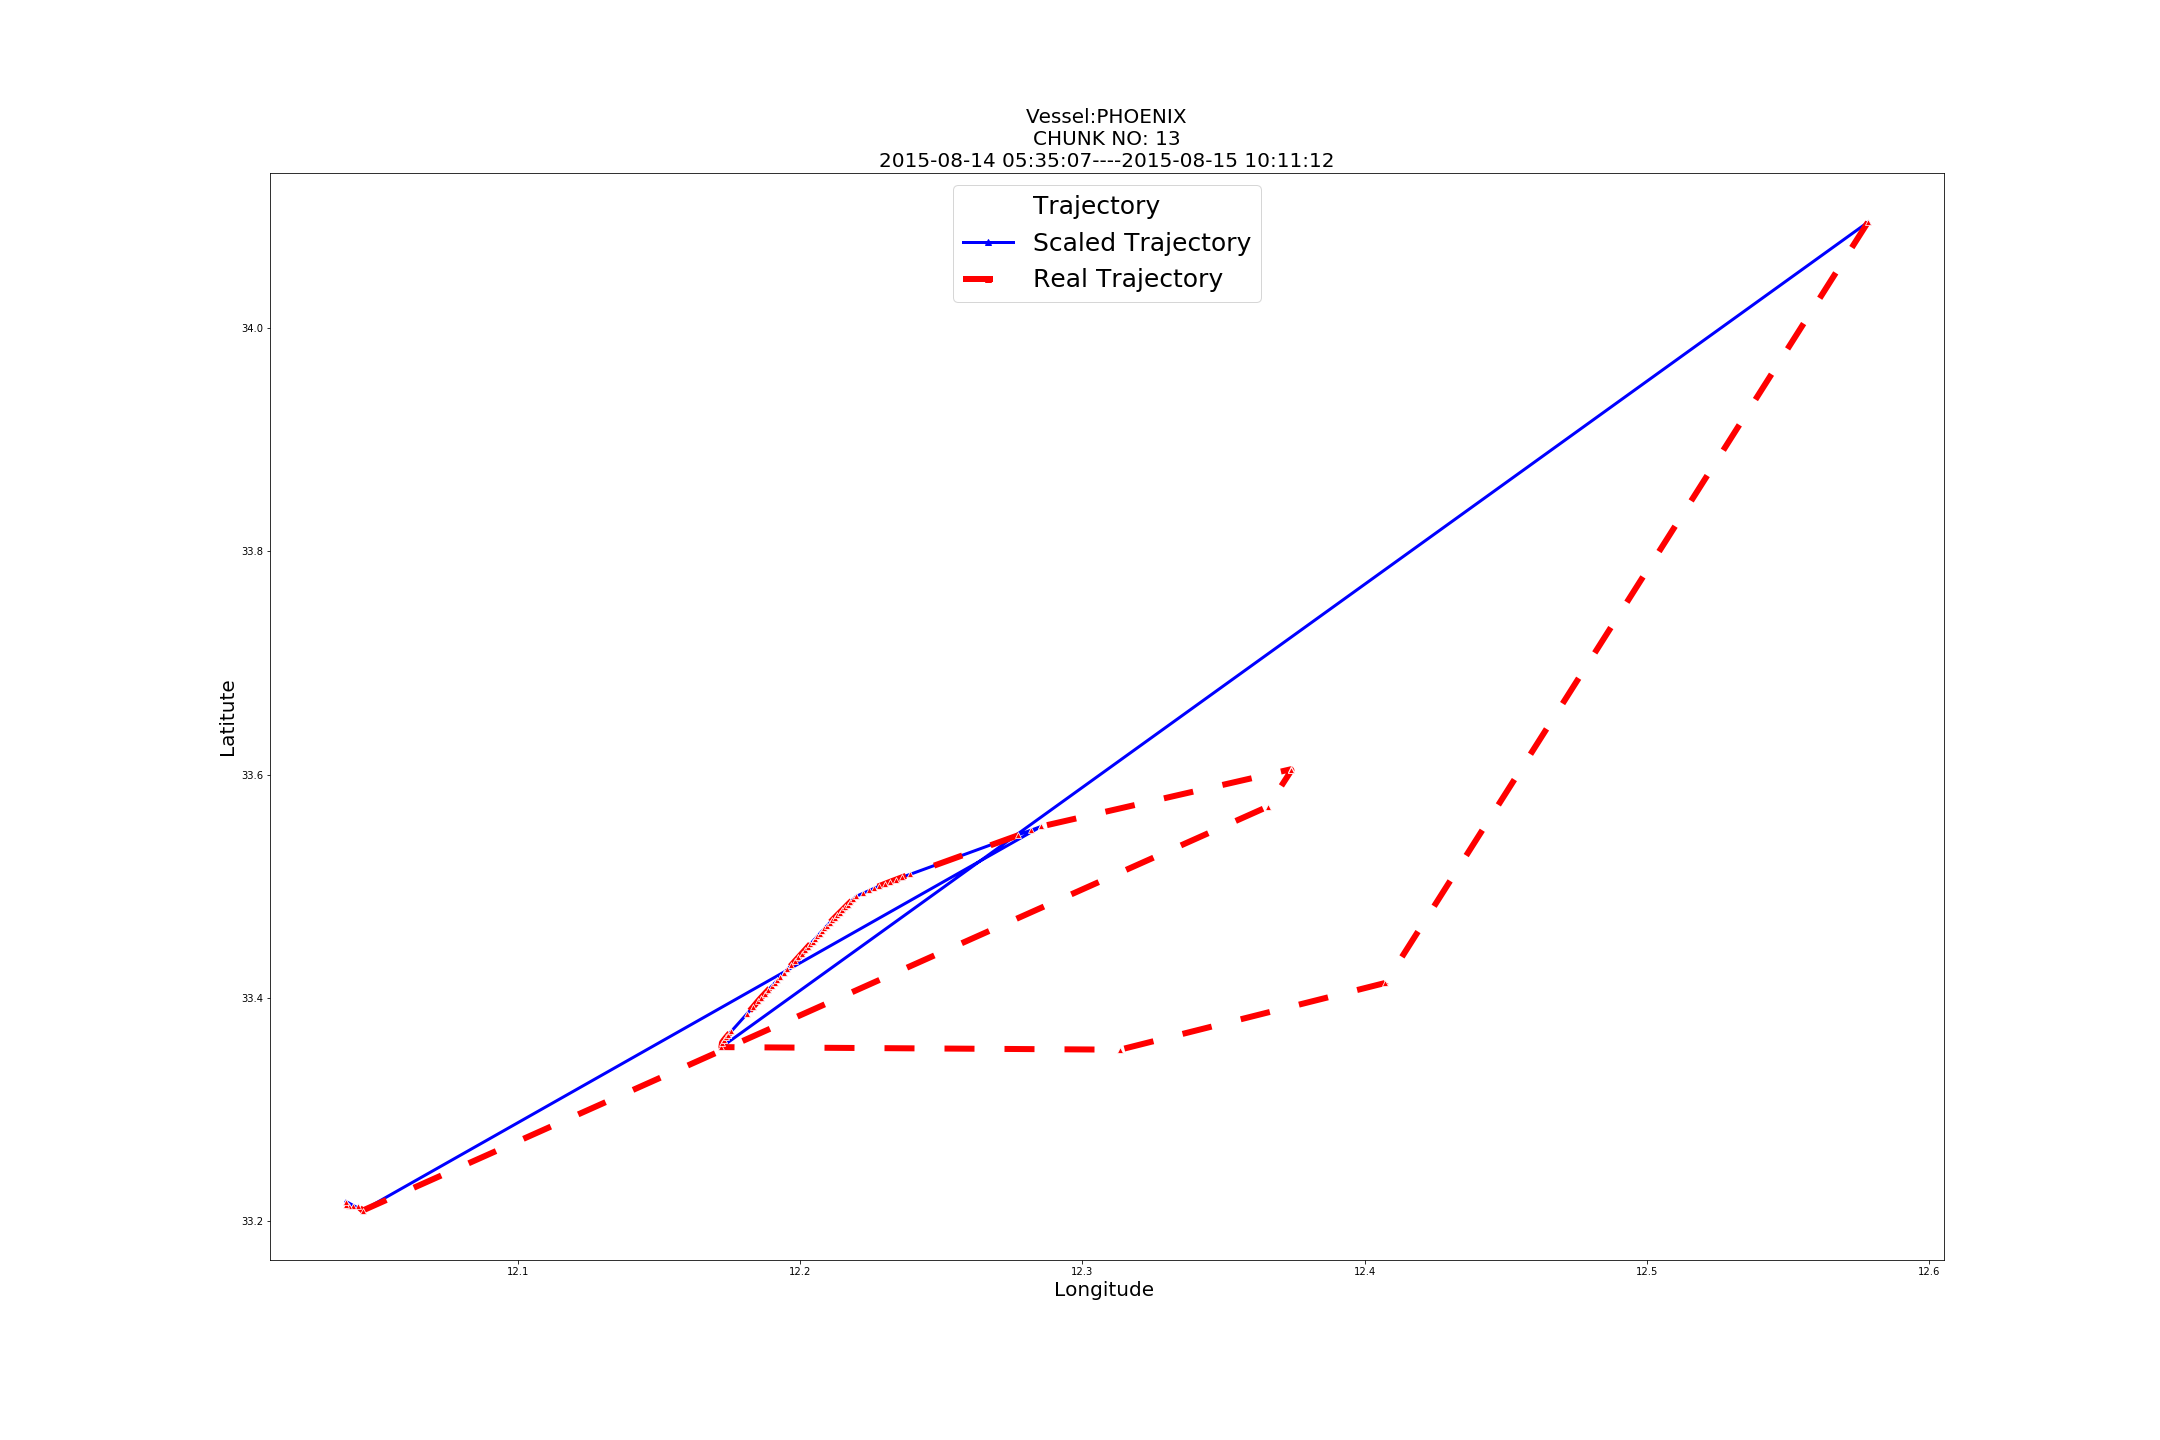 Vessel:PHOENIX
CHUNK NO: 13
2015-08-14 05:35:07----2015-08-15 10:11:12
Trajectory
Scaled Trajectory
Real Trajectory
34.0
33.8
33.6
33.4
33.2
Latitute
12.1
12.2
12.3
12.4
12.5
12.6
Longitude